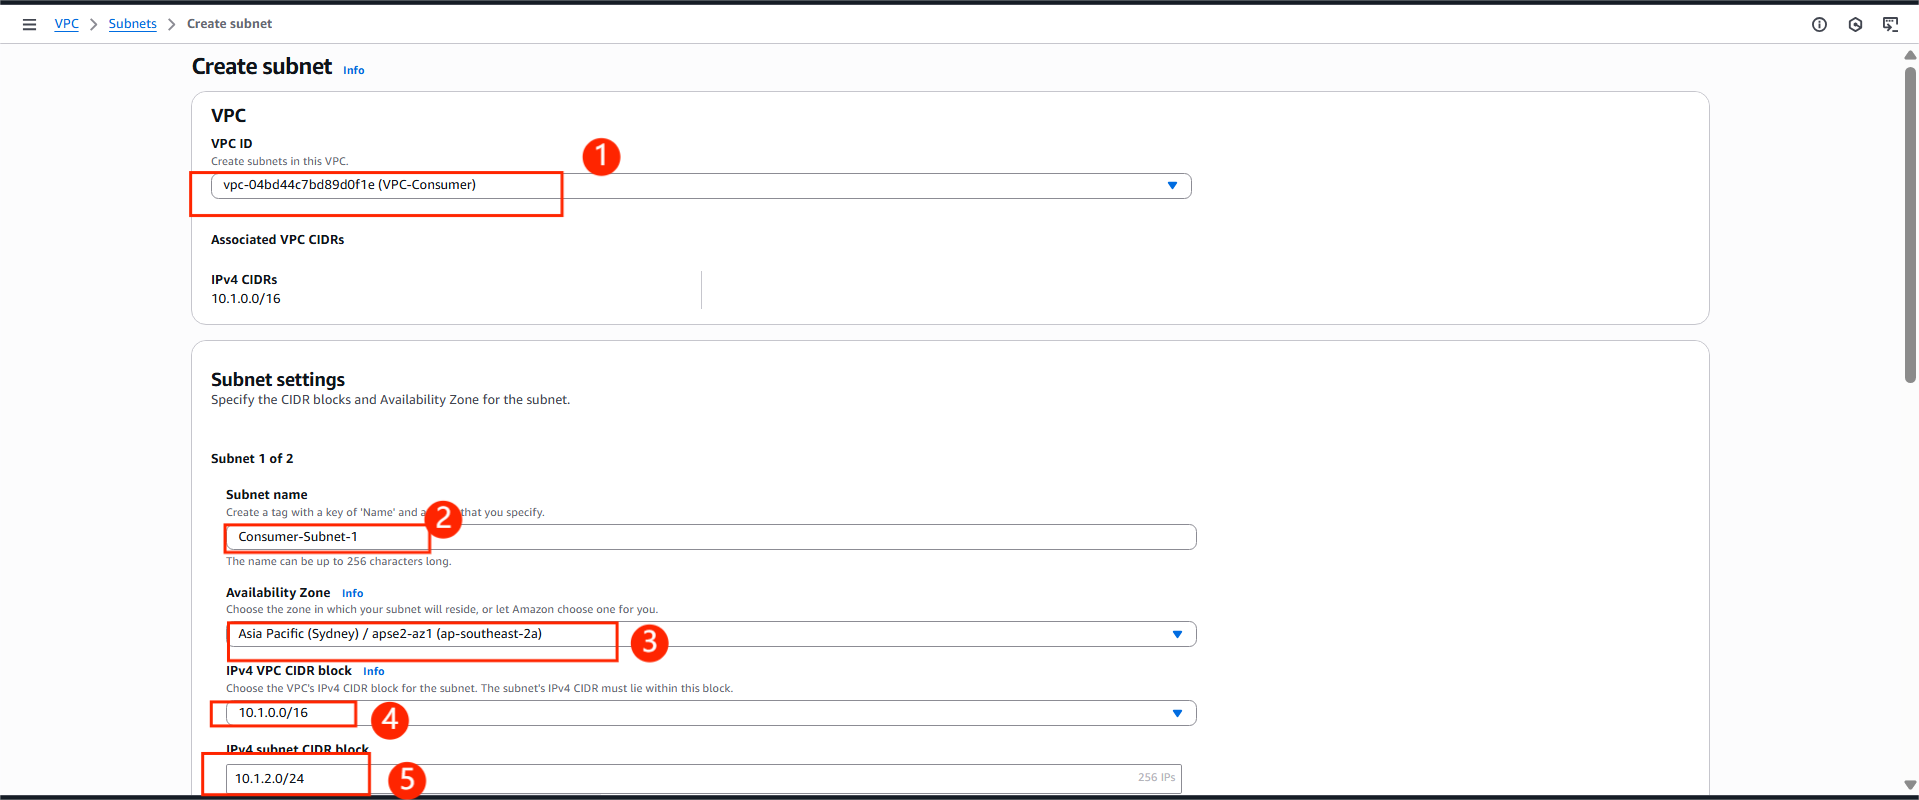 VPC > Subnets > Create subnet
Create subnet Info
VPC
VPC ID
Create subnets in this VPC.
1
vpc-04bd44c7bd89d0f1e (VPC-Consumer)
Associated VPC CIDRs
IPv4 CIDRs
10.1.0.0/16
Subnet settings
Specify the CIDR blocks and Availability Zone for the subnet.
Subnet 1 of 2
Subnet name
Create a tag with a key of 'Name' and a that you specify.
2
Consumer-Subnet-1
The name can be up to 256 characters long.
Availability Zone Info
Choose the zone in which your subnet will reside, or let Amazon choose one for you.
Asia Pacific (Sydney) / apse2-az1 (ap-southeast-2a)
3
IPv4 VPC CIDR block Info
Choose the VPC's IPv4 CIDR block for the subnet. The subnet's IPv4 CIDR must lie within this block.
10.1.0.0/16
4
IPv4 subnet CIDR block
10.1.2.0/24
5
256 IPs